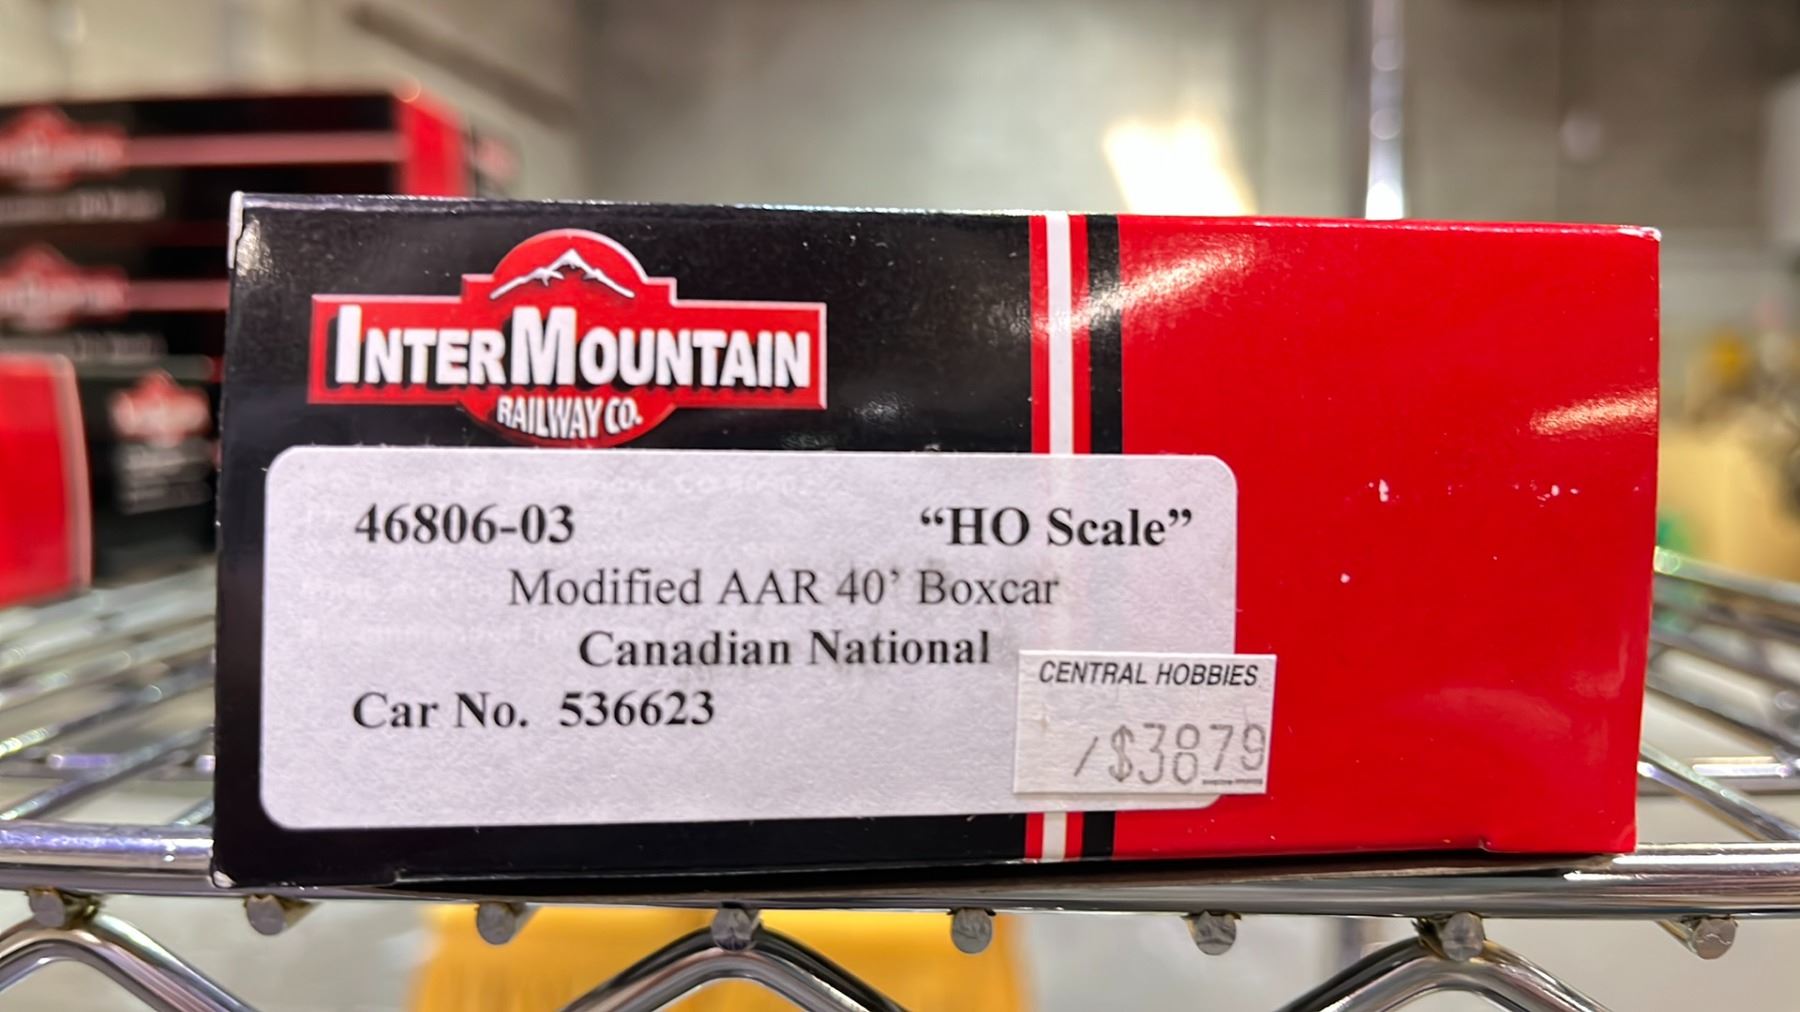 INTERMOUNTAIN
RAILWAY CO.
46806-03 “HO Scale”
Modified AAR 40’ Boxcar
Canadian National
Car No. 536623
CENTRAL HOBBIES
/$3879